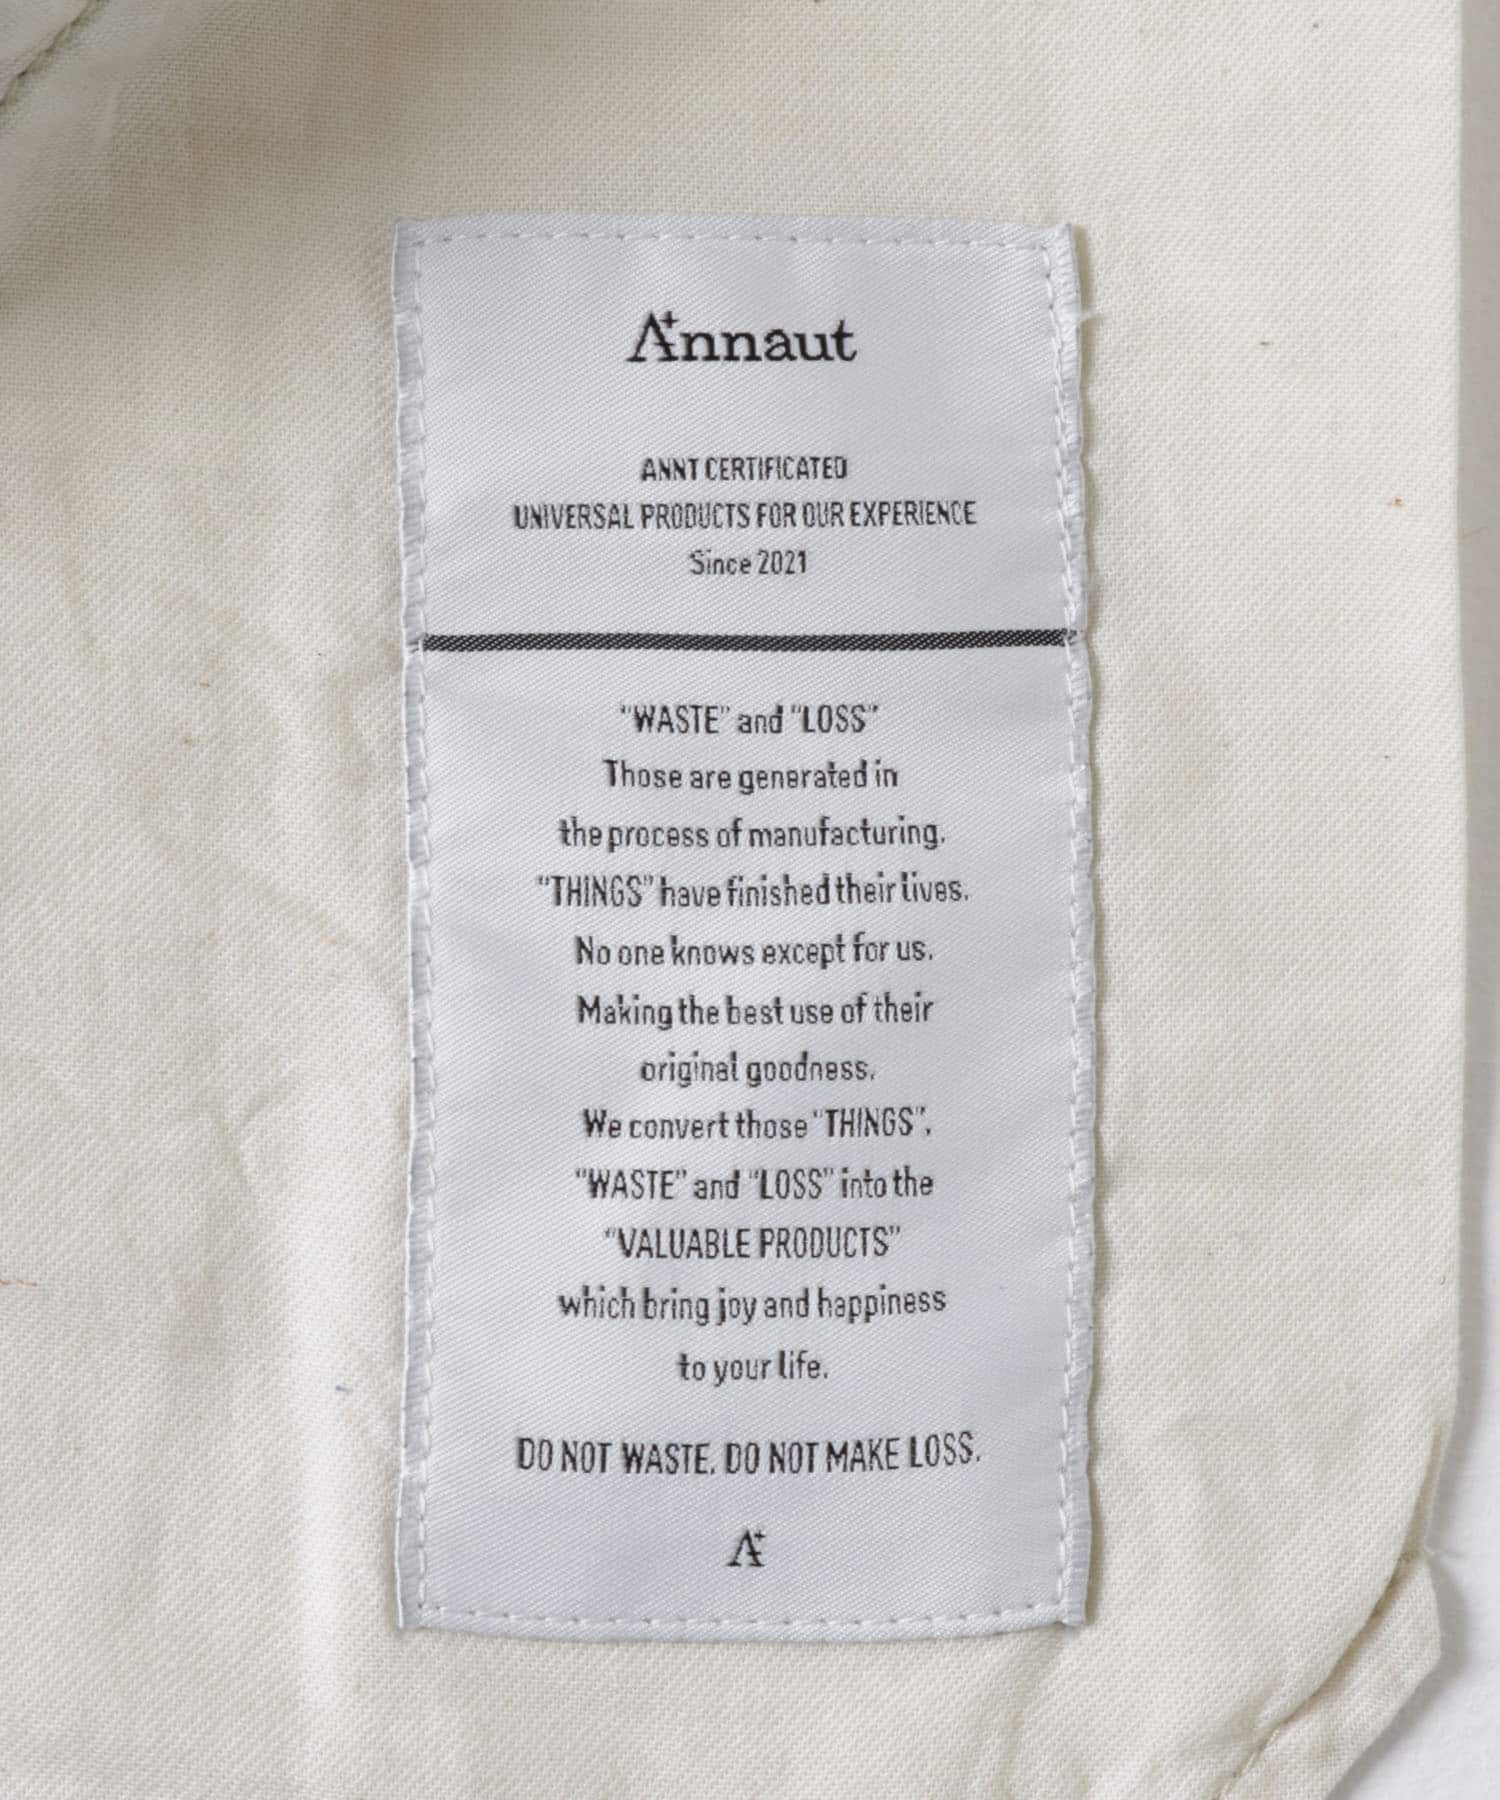 Annaut
ANNT CERTIFICATED
UNIVERSAL PRODUCTS FOR OUR EXPERIENCE
Since 2021
"WASTE" and "LOSS"
Those are generated in
the process of manufacturing.
"THINGS" have finished their lives.
No one knows except for us.
Making the best use of their
original goodness.
We convert those "THINGS",
"WASTE" and "LOSS" into the
"VALUABLE PRODUCTS"
which bring joy and happiness
to your life.
DO NOT WASTE. DO NOT MAKE LOSS.
A+